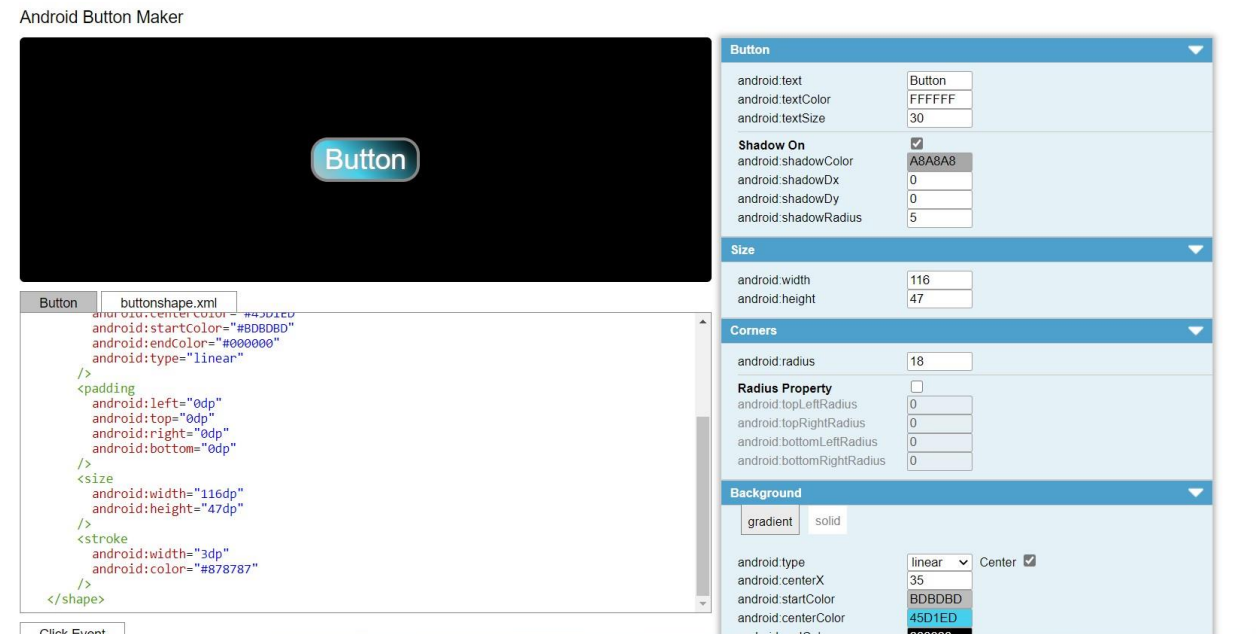 Android Button Maker
Button
Button
buttonshape.xml
android:centerColor="#45D1ED"
android:startColor="#BDBDBD"
android:endColor="#000000"
android:type="linear"
/>
<padding
android:left="0dp"
android:top="0dp"
android:right="0dp"
android:bottom="0dp"
/>
<size
android:width="116dp"
android:height="47dp"
/>
<stroke
android:width="3dp"
android:color="#878787"
/>
</shape>
Click Event
Button
android:text Button
android:textColor FFFFFF
android:textSize 30
Shadow On
android:shadowColor A8A8A8
android:shadowDx 0
android:shadowDy 0
android:shadowRadius 5
Size
android:width 116
android:height 47
Corners
android:radius 18
Radius Property
android:topLeftRadius 0
android:topRightRadius 0
android:bottomLeftRadius 0
android:bottomRightRadius 0
Background
gradient solid
android:type linear Center
android:centerX 35
android:startColor BDBDBD
android:centerColor 45D1ED